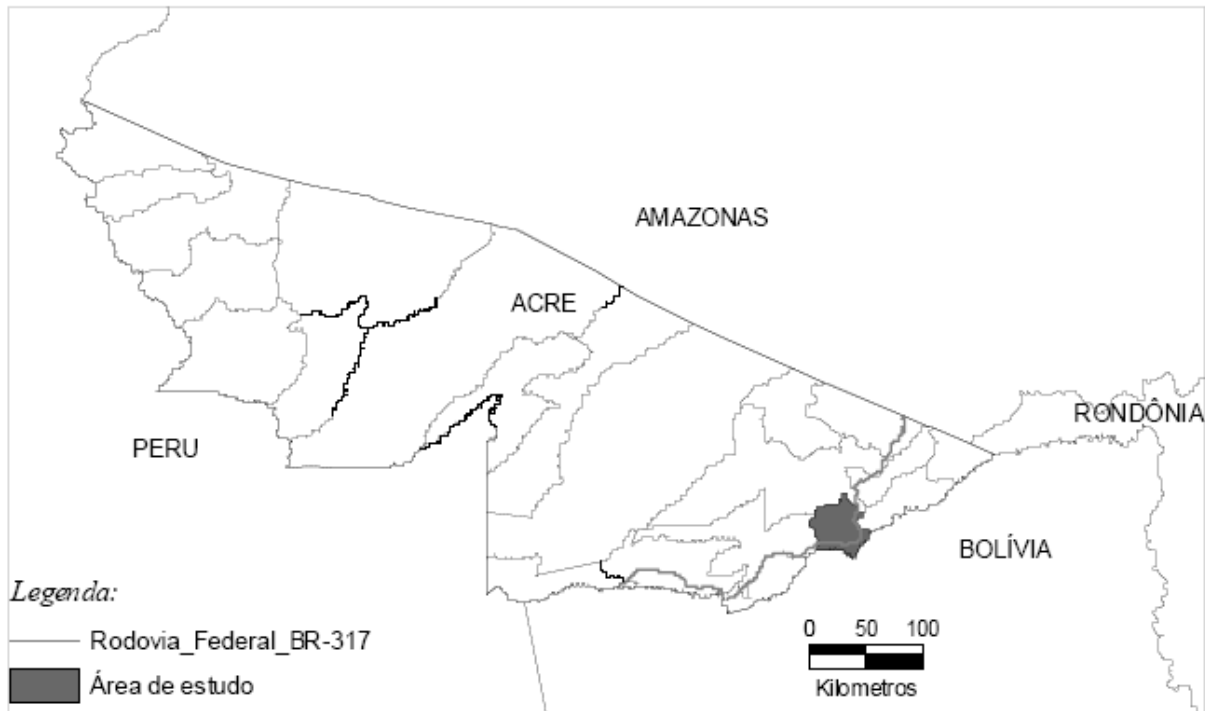 AMAZONAS
ACRE
RONDÔNIA
PERU
BOLÍVIA
Legenda:
Rodovia_Federal_BR-317
Área de estudo
0 50 100
Kilometros